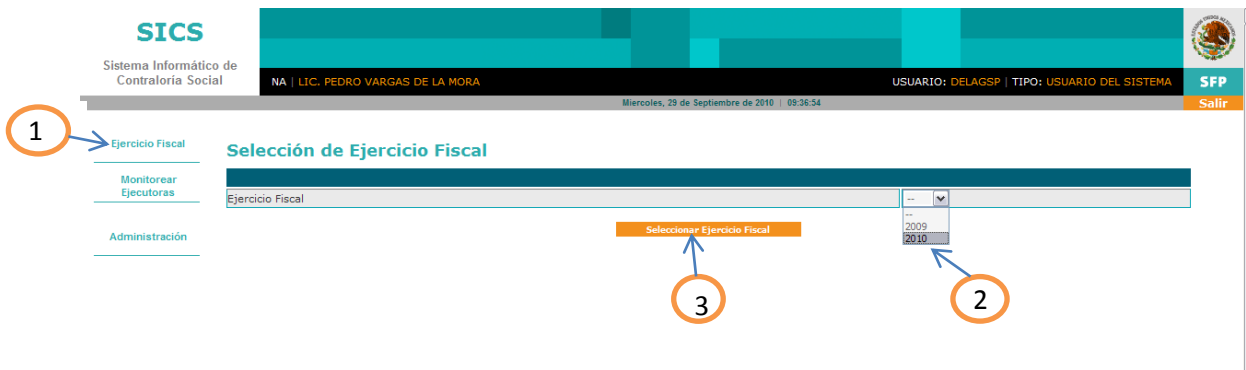 SICS
Sistema Informático de
Contraloría Social
NA | LIC. PEDRO VARGAS DE LA MORA
USUARIO: DELAGSP | TIPO: USUARIO DEL SISTEMA
SFP
Miercoles, 29 de Septiembre de 2010 | 09:36:54
Salir
1
Ejercicio Fiscal
Selección de Ejercicio Fiscal
Monitorear
Ejecutoras
Ejercicio Fiscal
--
--
2009
2010
Administración
Seleccionar Ejercicio Fiscal
3
2